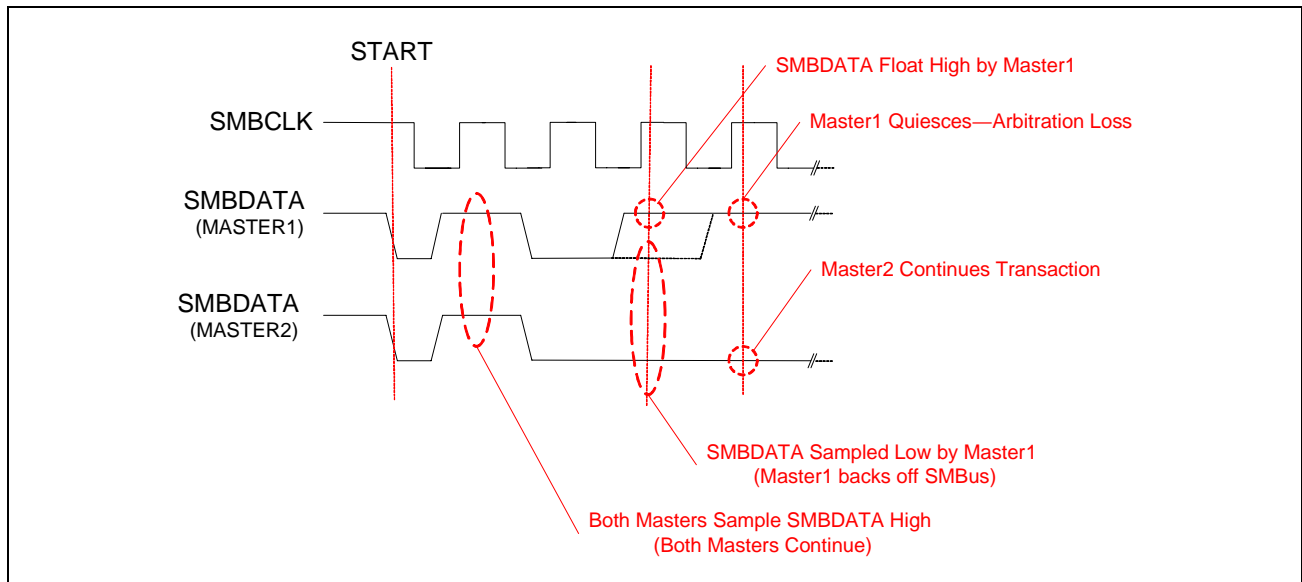 START
SMBDATA Float High by Master1
SMBCLK
Master1 Quiesces—Arbitration Loss
SMBDATA
(MASTER1)
Master2 Continues Transaction
SMBDATA
(MASTER2)
SMBDATA Sampled Low by Master1
(Master1 backs off SMBus)
Both Masters Sample SMBDATA High
(Both Masters Continue)